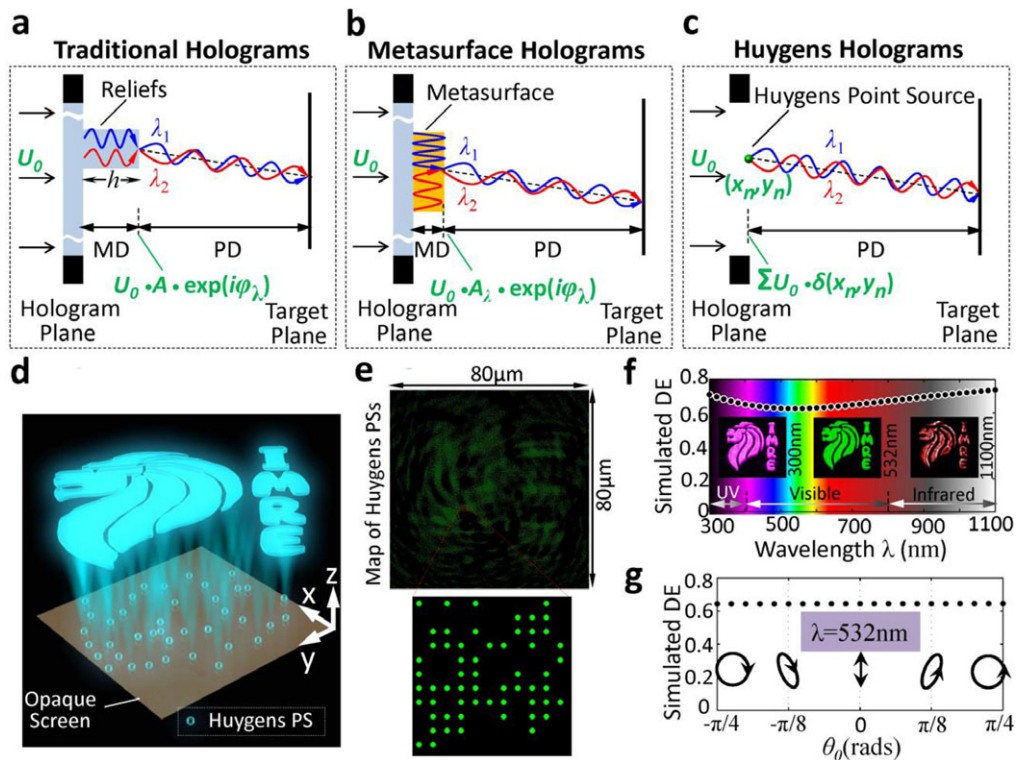 a
Traditional Holograms
Reliefs
λ₁
U₀
λ₂
h
MD
PD
U₀•A•exp(iφλ)
Hologram Plane
Target Plane
b
Metasurface Holograms
Metasurface
λ₁
U₀
λ₂
MD
PD
U₀•Aλ•exp(iφλ)
Hologram Plane
Target Plane
c
Huygens Holograms
Huygens Point Source
λ₁
U₀
(xₙ,yₙ)
λ₂
PD
ΣU₀•δ(xₙ,yₙ)
Hologram Plane
Target Plane
d
IMRE
z
x
y
Opaque
Screen
Huygens PS
e
80μm
Map of Huygens PSs
80μm
f
Simulated DE
0.8
0.6
0.4
0.2
0
IMRE
300nm
IMRE
532nm
IMRE
1100nm
UV
Visible
Infrared
300
500
700
900
1100
Wavelength λ (nm)
g
Simulated DE
0.8
0.6
0.4
0.2
0
λ=532nm
-π/4
-π/8
0
π/8
π/4
θ₀(rads)